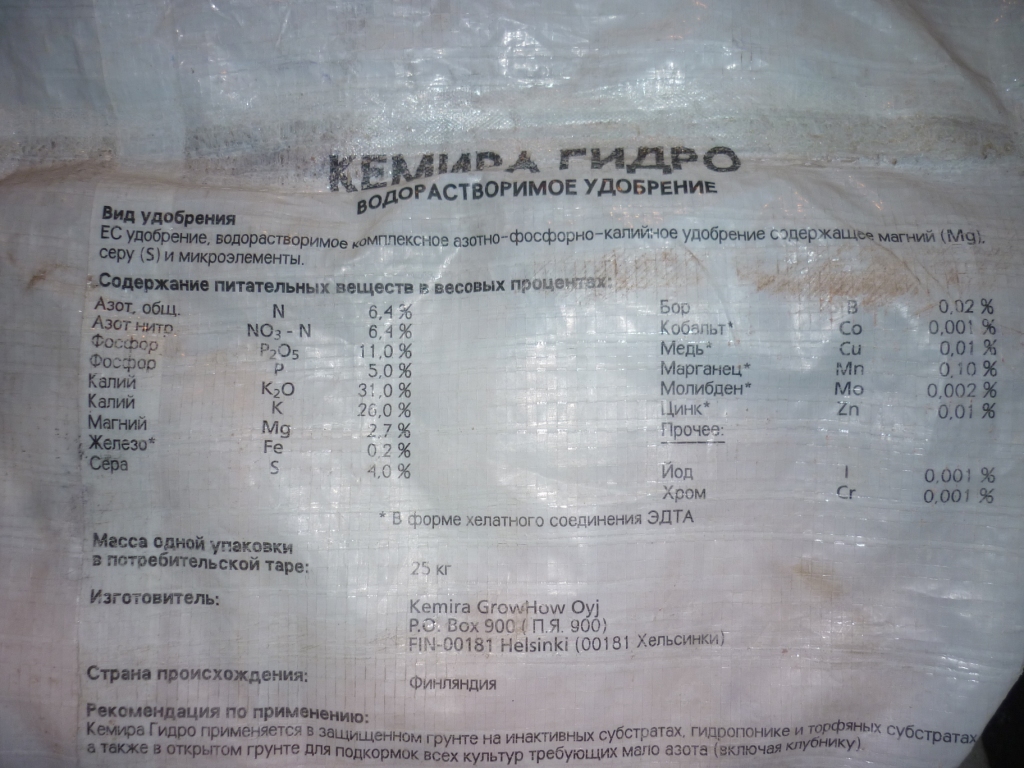 КЕМИРА ГИДРО
ВОДОРАСТВОРИМОЕ УДОБРЕНИЕ
Вид удобрения
ЕС удобрение, водорастворимое комплексное азотно-фосфорно-калийное удобрение содержащее магний (Mg),
серу (S) и микроэлементы.
Содержание питательных веществ в весовых процентах:
Азот, общ. N 6,4 %
Азот нитр. NO3 - N 6,4 %
Фосфор P2O5 11,0 %
Фосфор P 5,0 %
Калий K2O 31,0 %
Калий K 26,0 %
Магний Mg 2,7 %
Железо* Fe 0,2 %
Сера S 4,0 %
Бор B 0,02 %
Кобальт* Co 0,001 %
Медь* Cu 0,01 %
Марганец* Mn 0,10 %
Молибден* Mo 0,002 %
Цинк* Zn 0,01 %
Прочее:
Йод I 0,001 %
Хром Cr 0,001 %
* В форме хелатного соединения ЭДТА
Масса одной упаковки
в потребительской таре: 25 кг
Изготовитель: Kemira GrowHow Oyj
P.O. Box 900 ( П.Я. 900)
FIN-00181 Helsinki (00181 Хельсинки)
Страна происхождения: Финляндия
Рекомендация по применению:
Кемира Гидро применяется в защищенном грунте на инактивных субстратах, гидропонике и торфяных субстратах
а также в открытом грунте для подкормок всех культур требующих мало азота (включая клубнику).